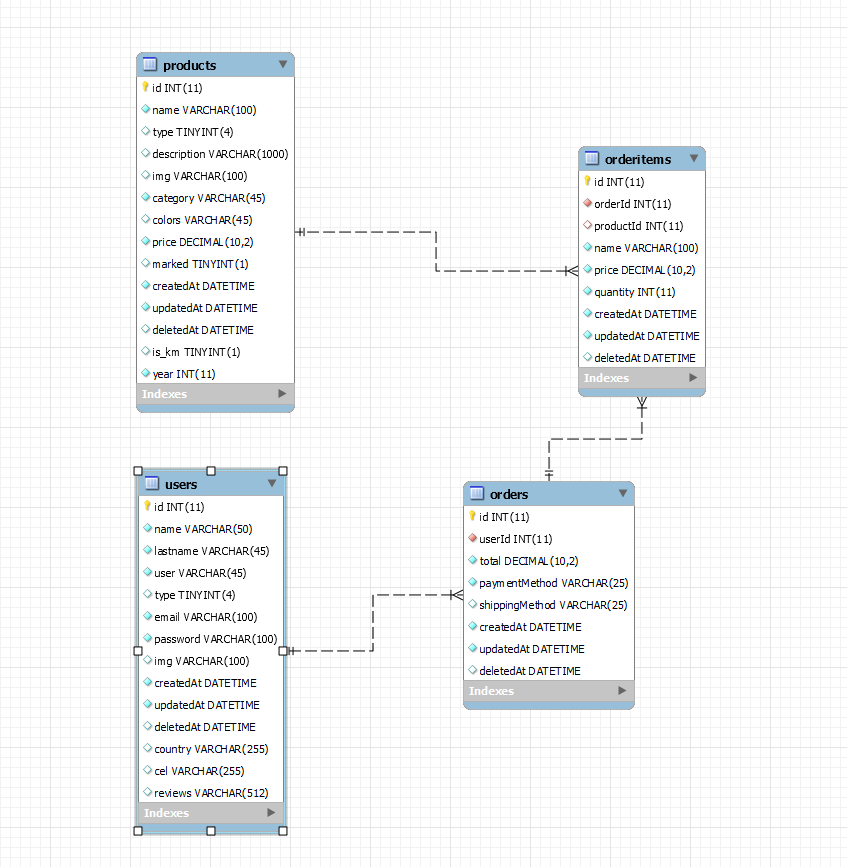 products
id INT(11)
name VARCHAR(100)
type TINYINT(4)
description VARCHAR(1000)
img VARCHAR(100)
category VARCHAR(45)
colors VARCHAR(45)
price DECIMAL(10,2)
marked TINYINT(1)
createdAt DATETIME
updatedAt DATETIME
deletedAt DATETIME
is_km TINYINT(1)
year INT(11)
Indexes
orderitems
id INT(11)
orderId INT(11)
productId INT(11)
name VARCHAR(100)
price DECIMAL(10,2)
quantity INT(11)
createdAt DATETIME
updatedAt DATETIME
deletedAt DATETIME
Indexes
users
id INT(11)
name VARCHAR(50)
lastname VARCHAR(45)
user VARCHAR(45)
type TINYINT(4)
email VARCHAR(100)
password VARCHAR(100)
img VARCHAR(100)
createdAt DATETIME
updatedAt DATETIME
deletedAt DATETIME
country VARCHAR(255)
cel VARCHAR(255)
reviews VARCHAR(512)
Indexes
orders
id INT(11)
userId INT(11)
total DECIMAL(10,2)
paymentMethod VARCHAR(25)
shippingMethod VARCHAR(25)
createdAt DATETIME
updatedAt DATETIME
deletedAt DATETIME
Indexes